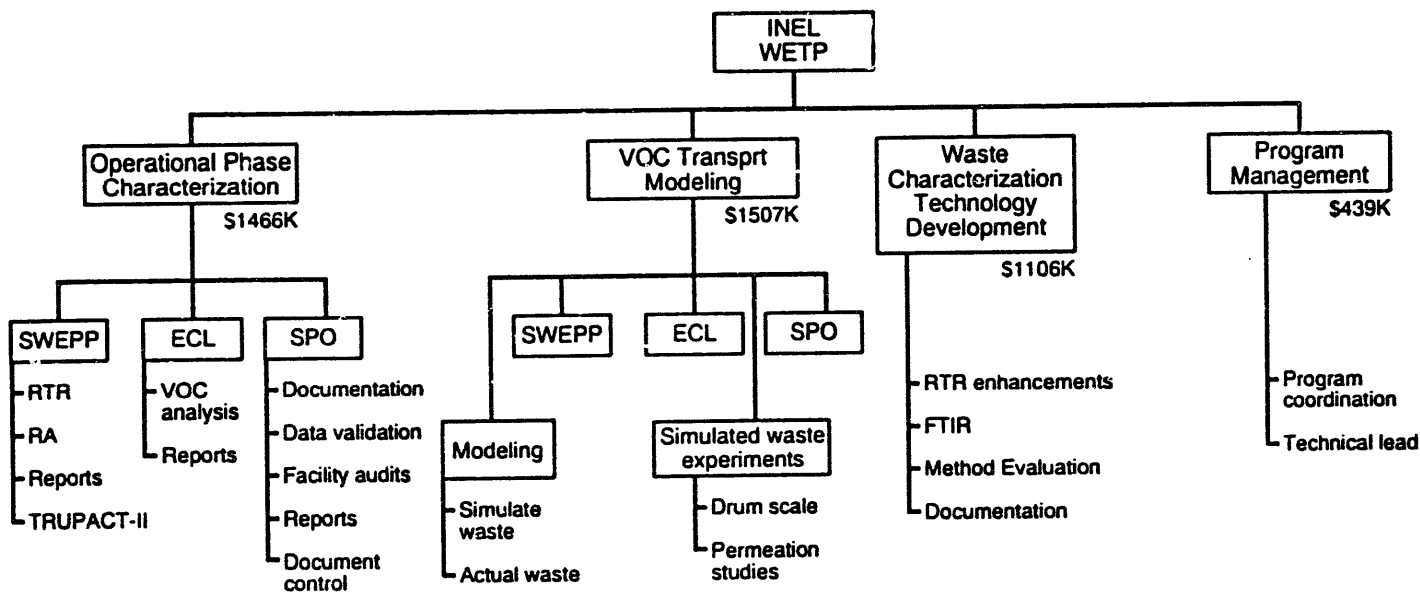 INEL
WETP
Operational Phase
Characterization
$1466K
VOC Transprt
Modeling
$1507K
Waste
Characterization
Technology
Development
$1106K
Program
Management
$439K
SWEPP
RTR
RA
Reports
TRUPACT-II
ECL
VOC
analysis
Reports
SPO
Documentation
Data validation
Facility audits
Reports
Document
control
SWEPP
ECL
SPO
Modeling
Simulate
waste
Actual waste
Simulated waste
experiments
Drum scale
Permeation
studies
RTR enhancements
FTIR
Method Evaluation
Documentation
Program
coordination
Technical lead